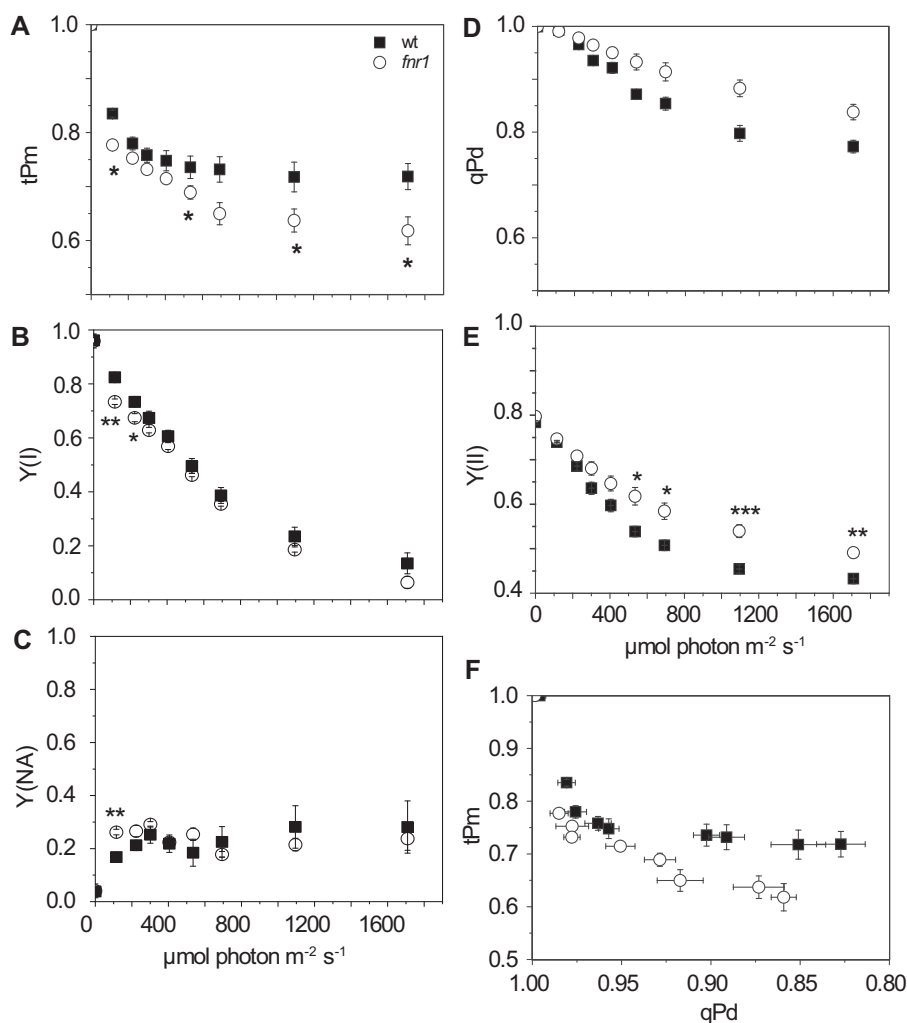 A
1.0
0.8
0.6
tPm
wt
fnr1
*
*
*
*
B
1.0
0.8
0.6
0.4
0.2
0.0
Y(I)
**
*
C
1.0
0.8
0.6
0.4
0.2
0.0
Y(NA)
**
0 400 800 1200 1600
µmol photon m⁻² s⁻¹
D
1.0
0.8
0.6
qPd
E
1.0
0.8
0.6
0.4
Y(II)
*
*
***
**
0 400 800 1200 1600
µmol photon m⁻² s⁻¹
F
1.0
0.9
0.8
0.7
0.6
0.5
tPm
1.00 0.95 0.90 0.85 0.80
qPd